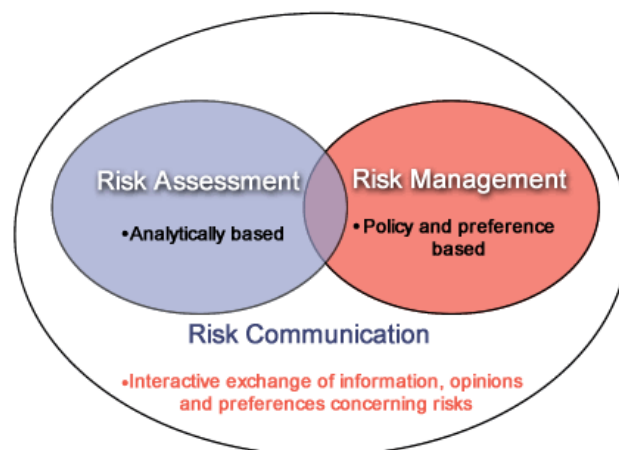 Risk Assessment
•Analytically based
Risk Management
•Policy and preference
based
Risk Communication
•Interactive exchange of information, opinions
and preferences concerning risks